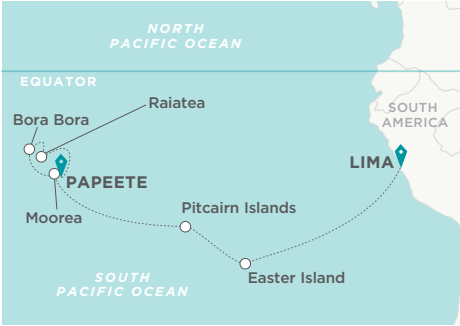 NORTH
PACIFIC OCEAN
EQUATOR
Raiatea
Bora Bora
SOUTH
AMERICA
LIMA
PAPEETE
Moorea
Pitcairn Islands
Easter Island
SOUTH
PACIFIC OCEAN